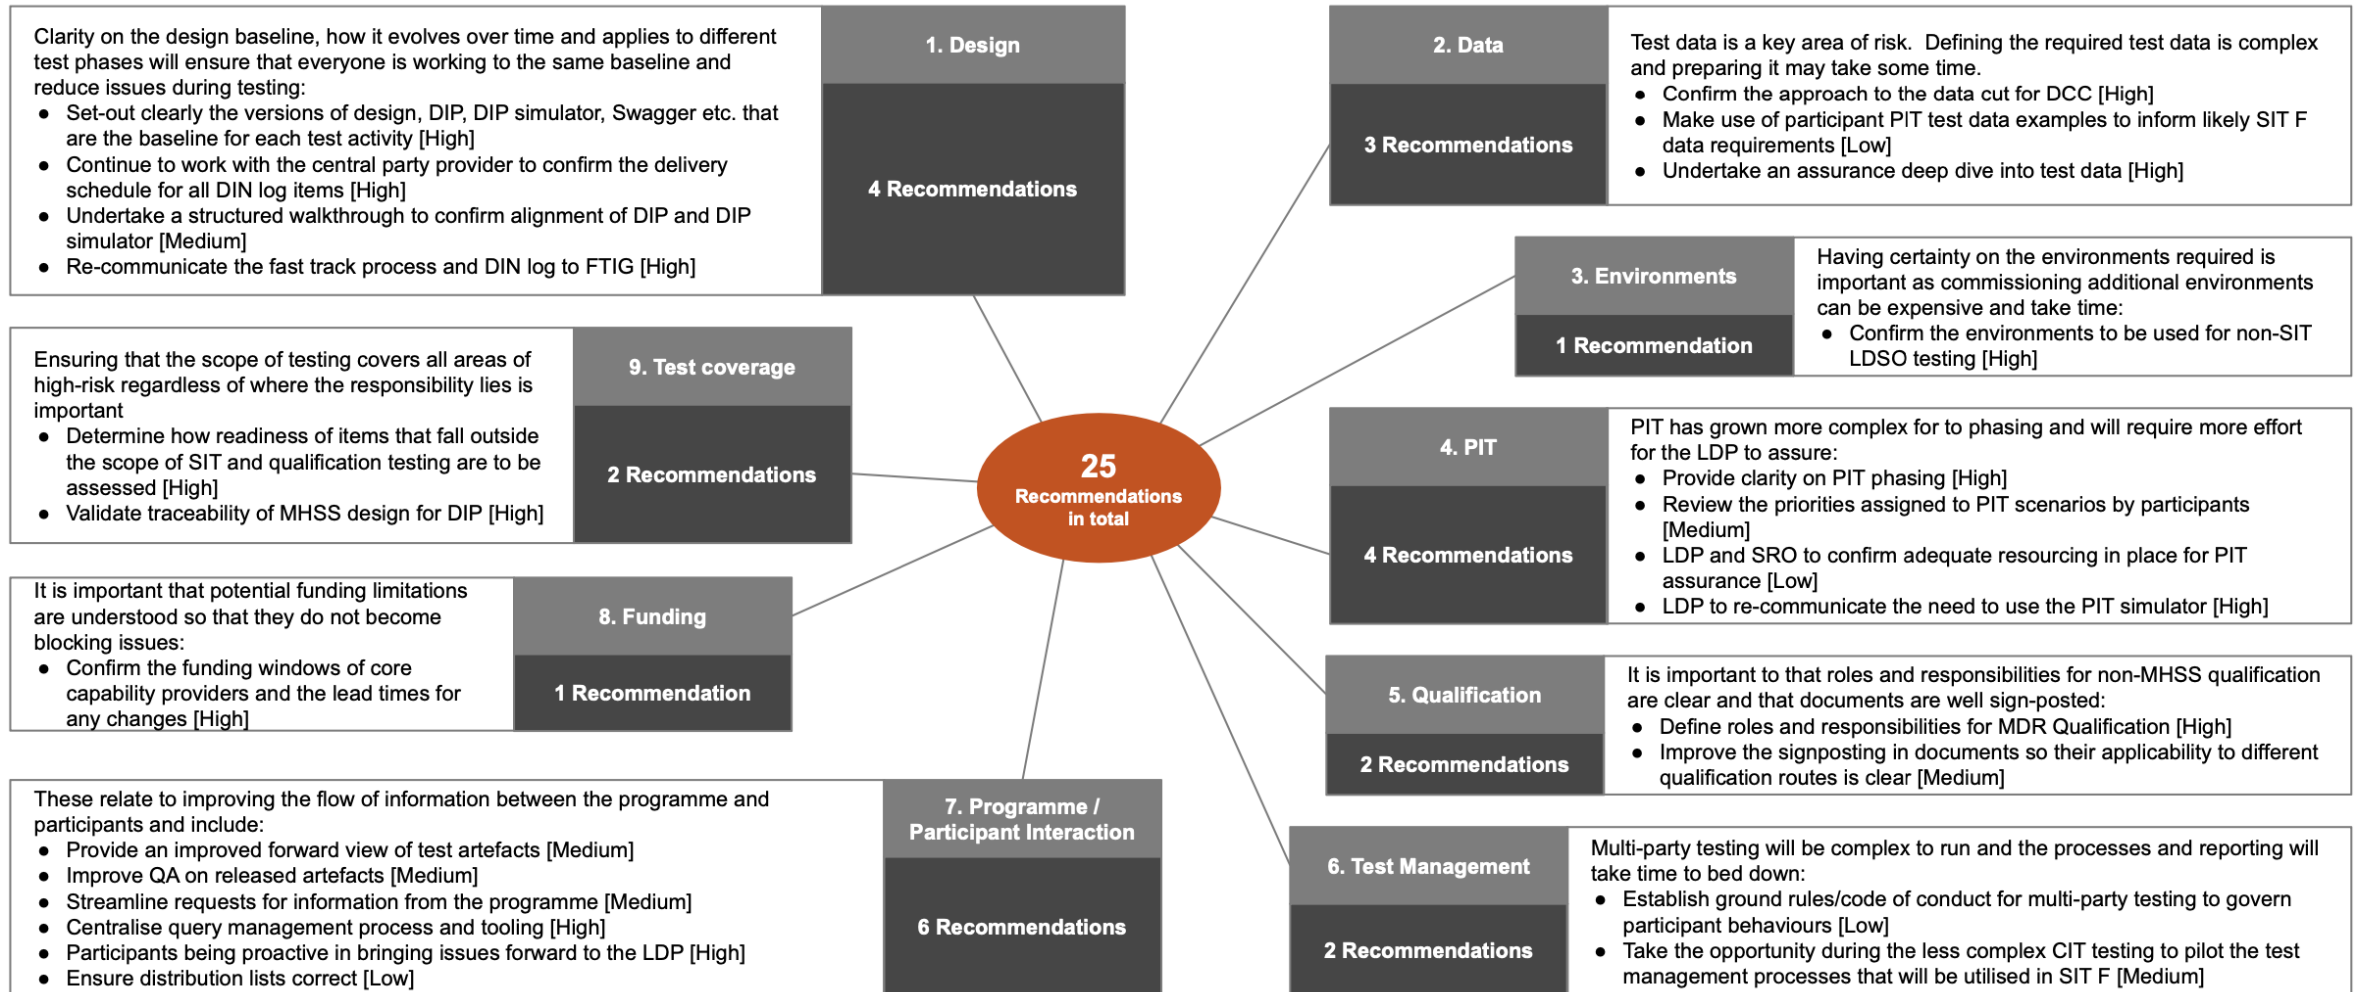 Clarity on the design baseline, how it evolves over time and applies to different
test phases will ensure that everyone is working to the same baseline and
reduce issues during testing:
● Set-out clearly the versions of design, DIP, DIP simulator, Swagger etc. that
are the baseline for each test activity [High]
● Continue to work with the central party provider to confirm the delivery
schedule for all DIN log items [High]
● Undertake a structured walkthrough to confirm alignment of DIP and DIP
simulator [Medium]
● Re-communicate the fast track process and DIN log to FTIG [High]
1. Design
4 Recommendations
2. Data
3 Recommendations
Test data is a key area of risk. Defining the required test data is complex
and preparing it may take some time.
● Confirm the approach to the data cut for DCC [High]
● Make use of participant PIT test data examples to inform likely SIT F
data requirements [Low]
● Undertake an assurance deep dive into test data [High]
3. Environments
1 Recommendation
Having certainty on the environments required is
important as commissioning additional environments
can be expensive and take time:
● Confirm the environments to be used for non-SIT
LDSO testing [High]
4. PIT
4 Recommendations
PIT has grown more complex for to phasing and will require more effort
for the LDP to assure:
● Provide clarity on PIT phasing [High]
● Review the priorities assigned to PIT scenarios by participants
[Medium]
● LDP and SRO to confirm adequate resourcing in place for PIT
assurance [Low]
● LDP to re-communicate the need to use the PIT simulator [High]
5. Qualification
2 Recommendations
It is important to that roles and responsibilities for non-MHSS qualification
are clear and that documents are well sign-posted:
● Define roles and responsibilities for MDR Qualification [High]
● Improve the signposting in documents so their applicability to different
qualification routes is clear [Medium]
6. Test Management
2 Recommendations
Multi-party testing will be complex to run and the processes and reporting will
take time to bed down:
● Establish ground rules/code of conduct for multi-party testing to govern
participant behaviours [Low]
● Take the opportunity during the less complex CIT testing to pilot the test
management processes that will be utilised in SIT F [Medium]
These relate to improving the flow of information between the programme and
participants and include:
● Provide an improved forward view of test artefacts [Medium]
● Improve QA on released artefacts [Medium]
● Streamline requests for information from the programme [Medium]
● Centralise query management process and tooling [High]
● Participants being proactive in bringing issues forward to the LDP [High]
● Ensure distribution lists correct [Low]
7. Programme /
Participant Interaction
6 Recommendations
It is important that potential funding limitations
are understood so that they do not become
blocking issues:
● Confirm the funding windows of core
capability providers and the lead times for
any changes [High]
8. Funding
1 Recommendation
Ensuring that the scope of testing covers all areas of
high-risk regardless of where the responsibility lies is
important
● Determine how readiness of items that fall outside
the scope of SIT and qualification testing are to be
assessed [High]
● Validate traceability of MHSS design for DIP [High]
9. Test coverage
2 Recommendations
25
Recommendations
in total